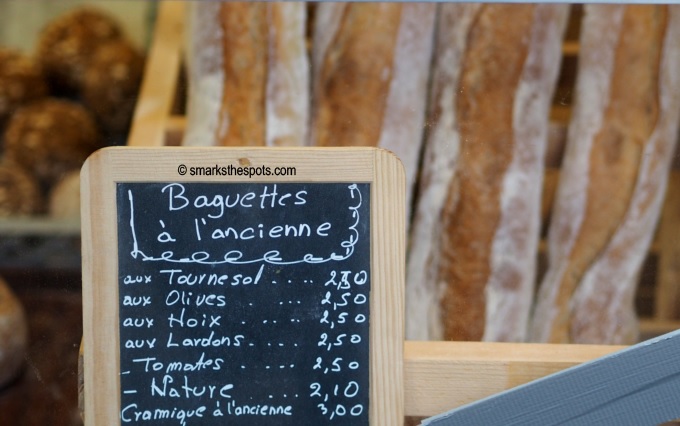 © smarksthespots.com
Baguettes
à l'ancienne
aux Tournesol ..... 2,50
aux Olives .... 2,50
aux Noix ....... 2,50
aux Lardons..... 2,50
- Tomates ..... 2,50
- Nature .... 2,10
Cramique à l'ancienne 3,00